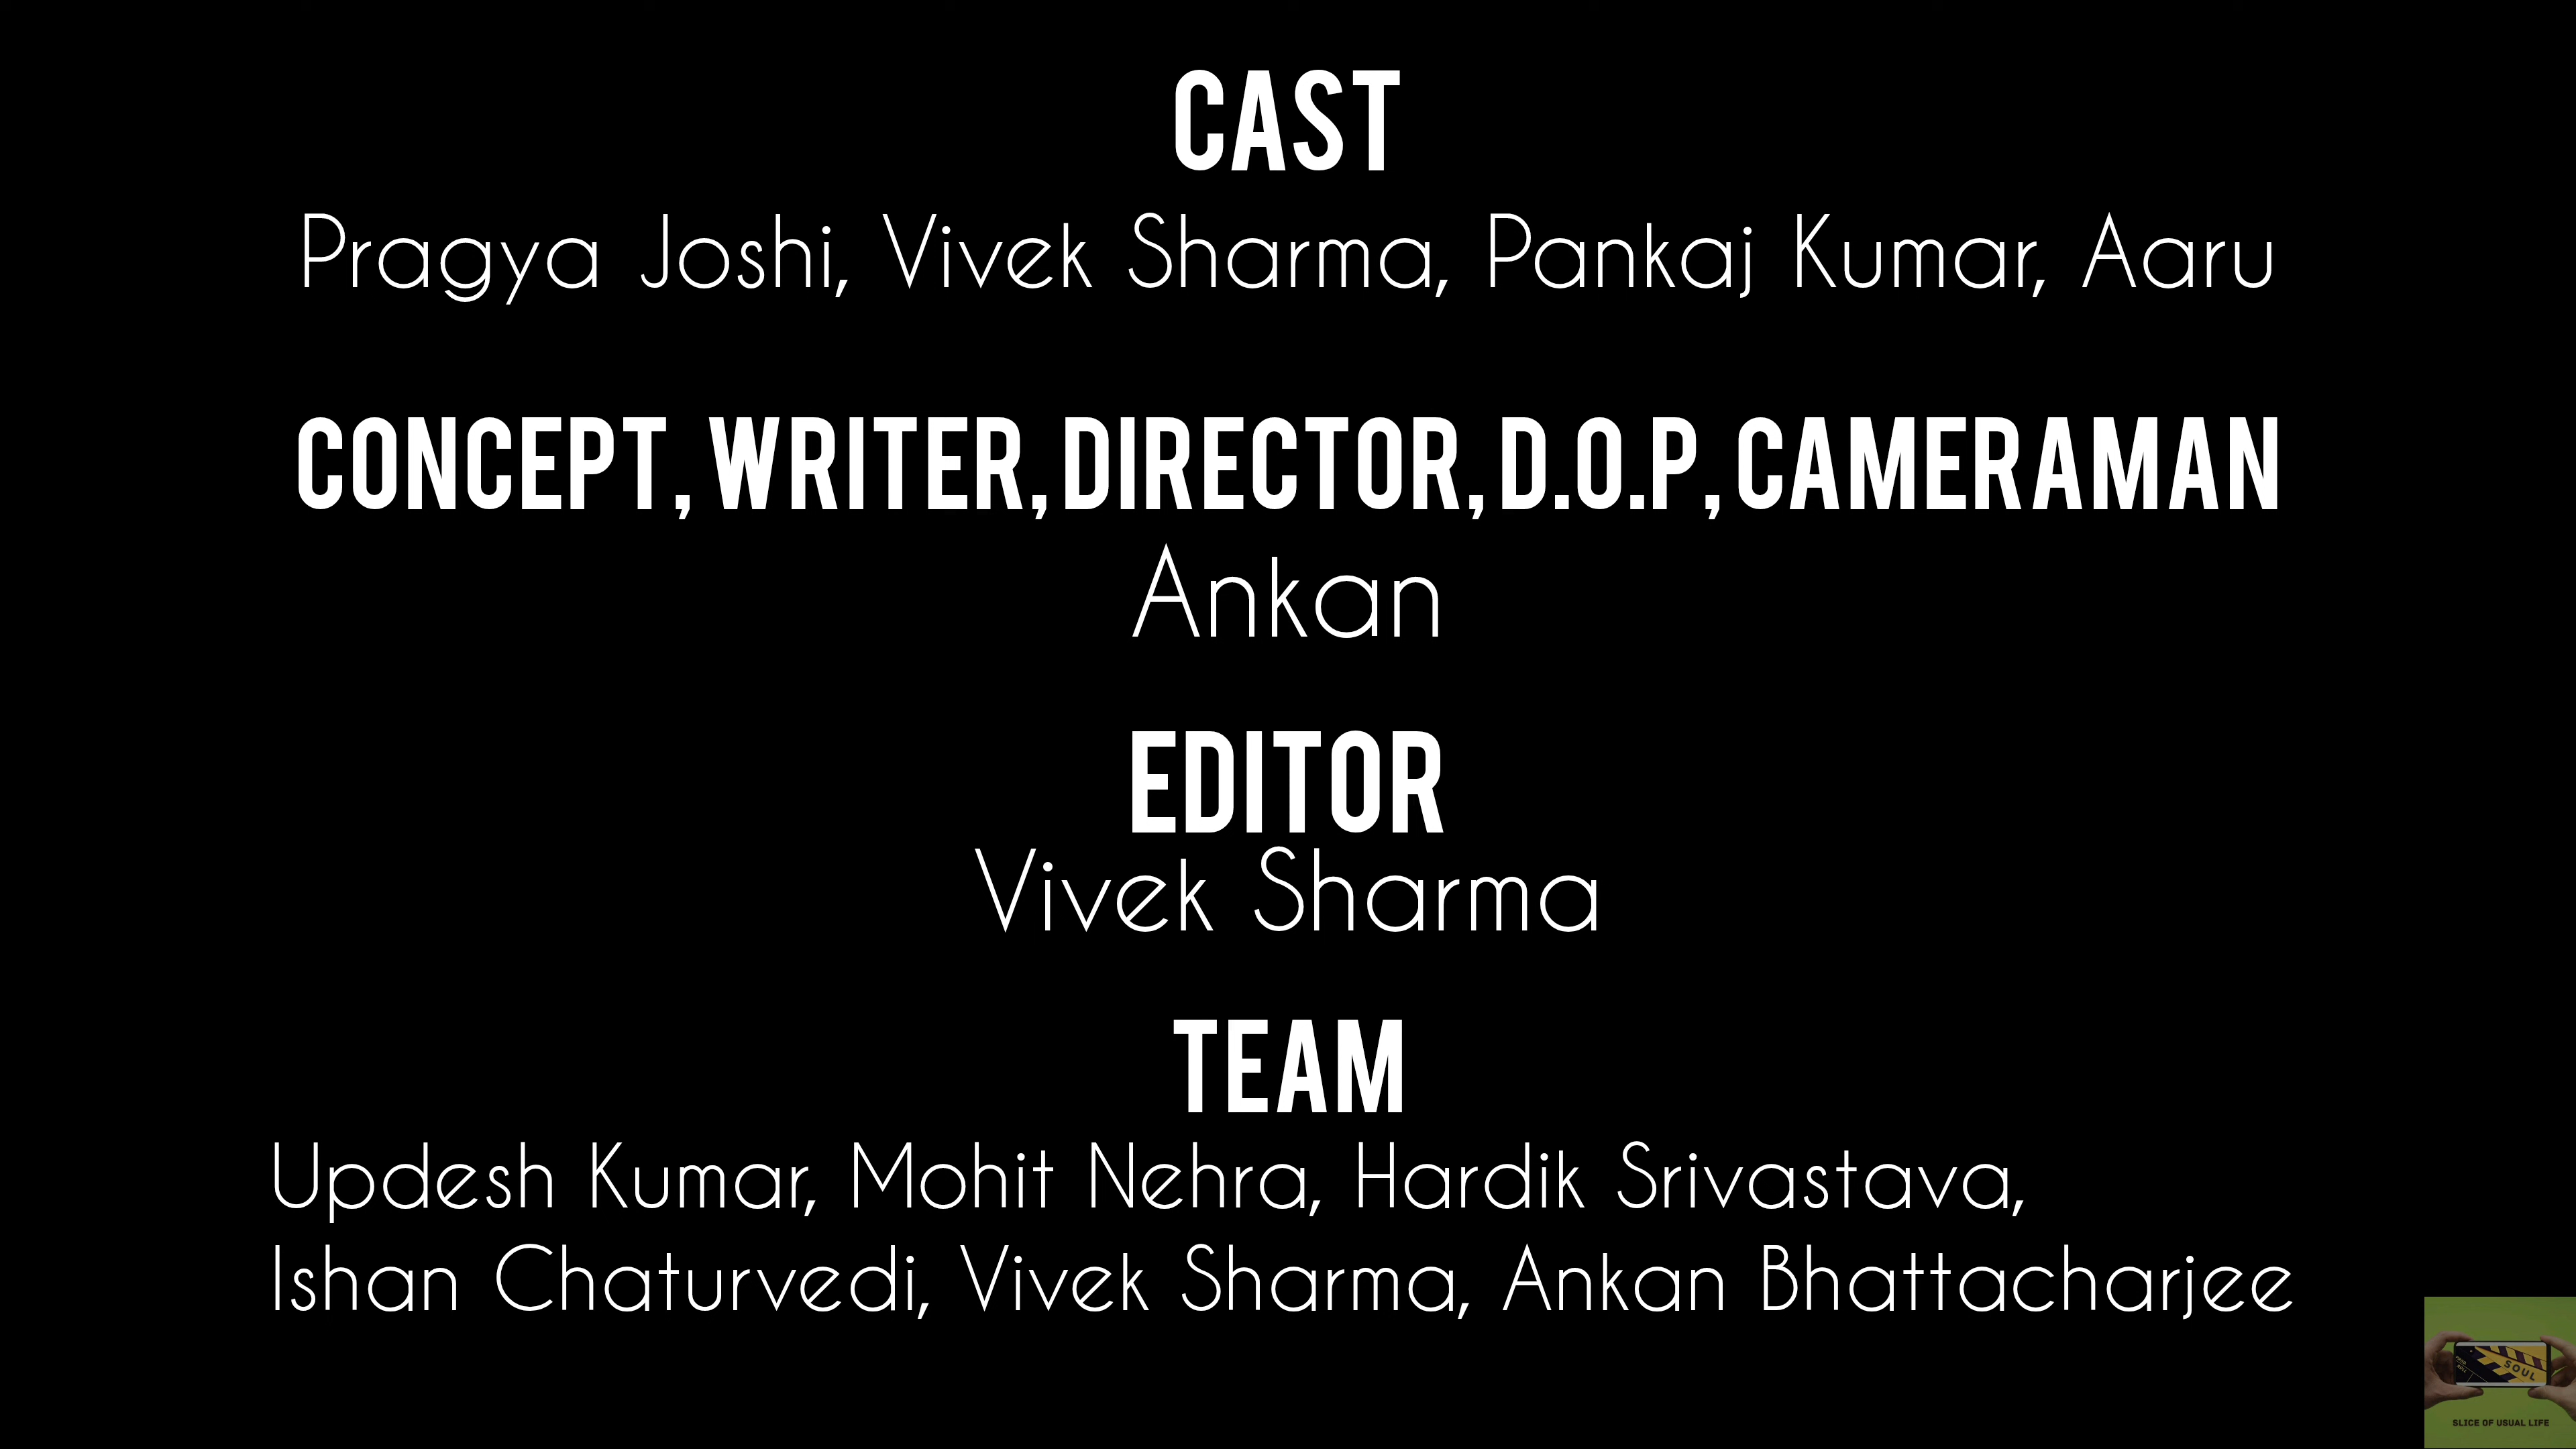 CAST
Pragya Joshi, Vivek Sharma, Pankaj Kumar, Aaru
CONCEPT, WRITER, DIRECTOR, D.O.P, CAMERAMAN
Ankan
EDITOR
Vivek Sharma
TEAM
Updesh Kumar, Mohit Nehra, Hardik Srivastava,
Ishan Chaturvedi, Vivek Sharma, Ankan Bhattacharjee
SOUL
SLICE OF USUAL LIFE